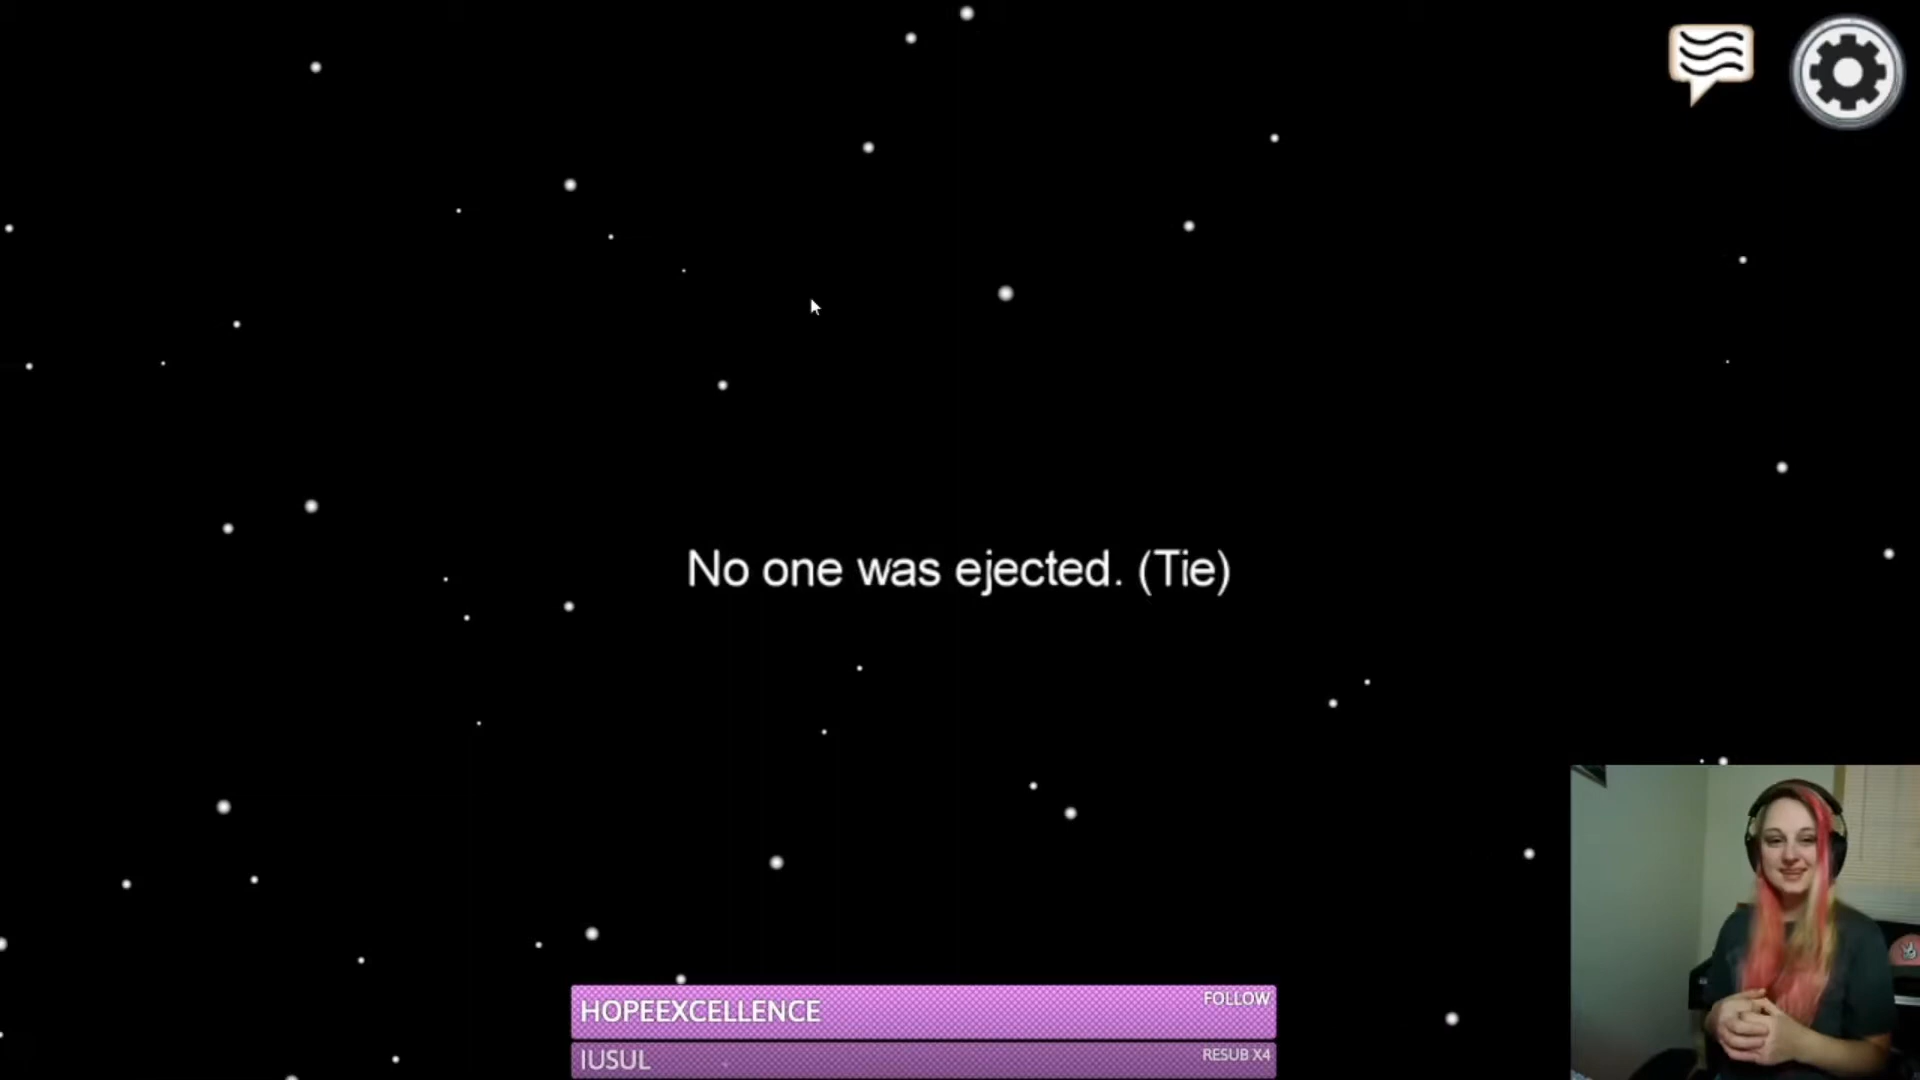 No one was ejected. (Tie)
HOPEEXCELLENCE FOLLOW
IUSUL RESUB X4